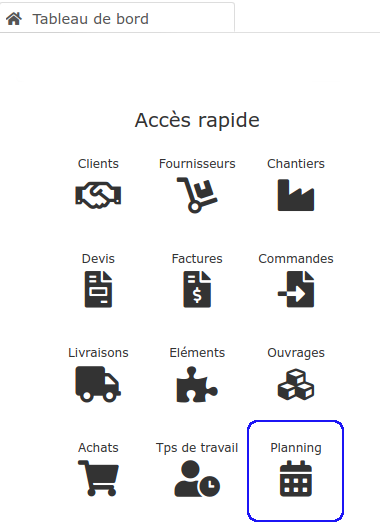 Tableau de bord
Accès rapide
Clients Fournisseurs Chantiers
Devis Factures Commandes
Livraisons Eléments Ouvrages
Achats Tps de travail Planning